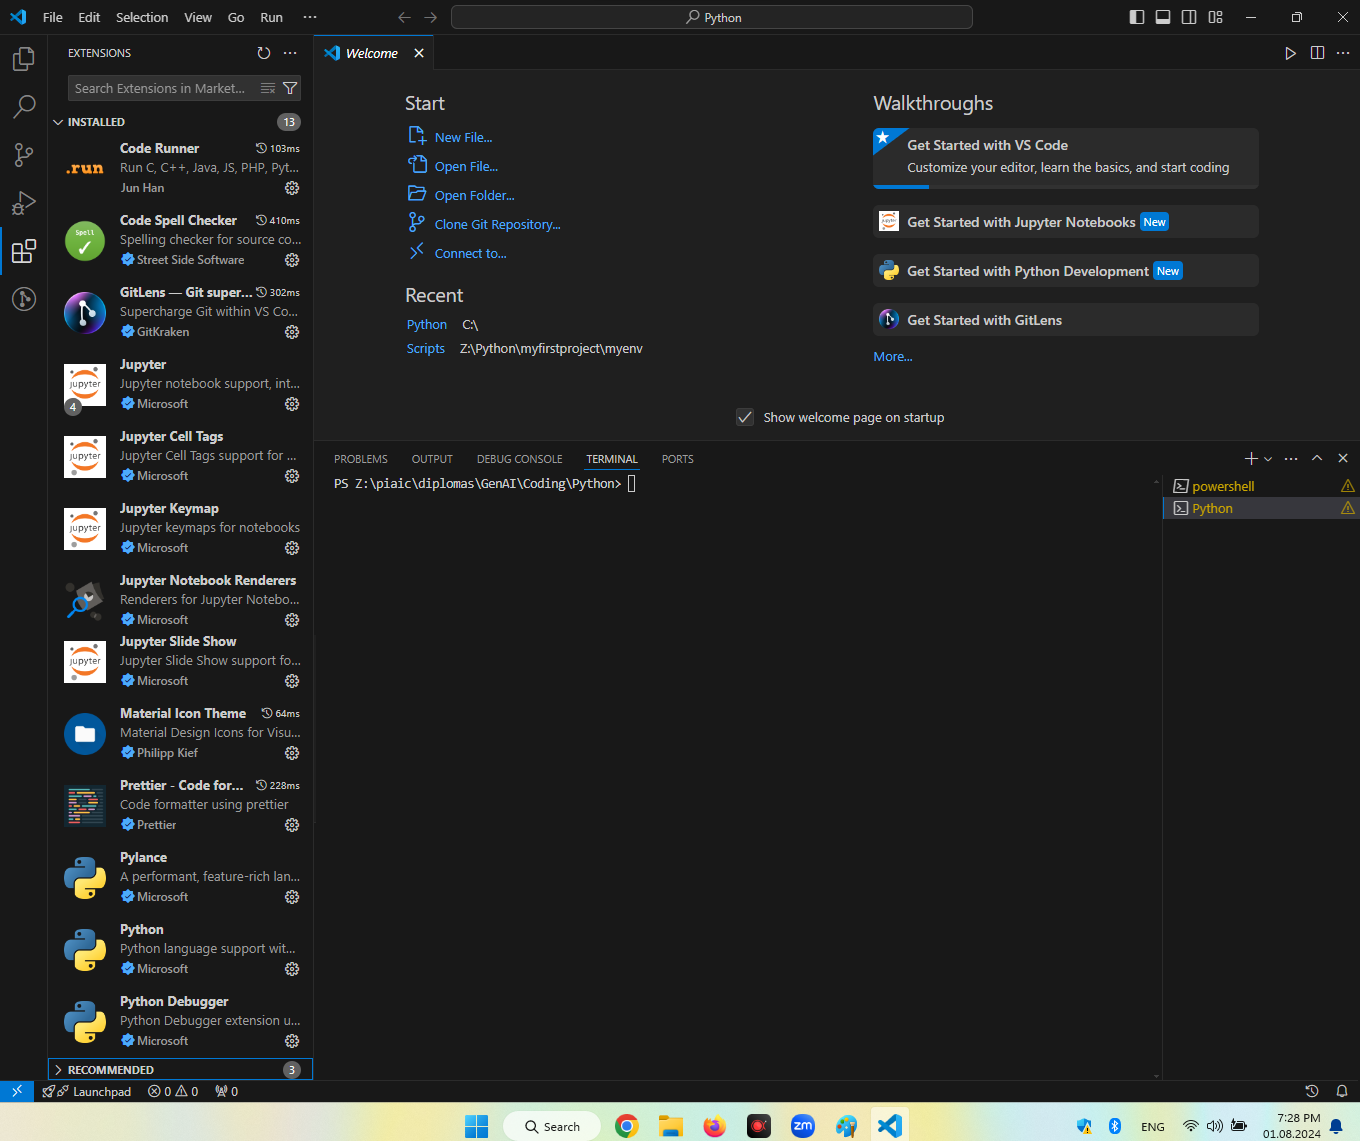 File Edit Selection View Go Run ···
Python
EXTENSIONS
Search Extensions in Market...
INSTALLED 13
Code Runner 103ms
Run C, C++, Java, JS, PHP, Pyt...
Jun Han
.run
Code Spell Checker 410ms
Spelling checker for source co...
Street Side Software
Spell
GitLens — Git super... 302ms
Supercharge Git within VS Co...
GitKraken
Jupyter
Jupyter notebook support, int...
Microsoft
jupyter
4
Jupyter Cell Tags
Jupyter Cell Tags support for ...
Microsoft
jupyter
Jupyter Keymap
Jupyter keymaps for notebooks
Microsoft
jupyter
Jupyter Notebook Renderers
Renderers for Jupyter Notebo...
Microsoft
Jupyter Slide Show
Jupyter Slide Show support fo...
Microsoft
jupyter
Material Icon Theme 64ms
Material Design Icons for Visu...
Philipp Kief
Prettier - Code for... 228ms
Code formatter using prettier
Prettier
Pylance
A performant, feature-rich lan...
Microsoft
Python
Python language support wit...
Microsoft
Python Debugger
Python Debugger extension u...
Microsoft
RECOMMENDED 3
Welcome
Start
New File...
Open File...
Open Folder...
Clone Git Repository...
Connect to...
Recent
Python C:\
Scripts Z:\Python\myfirstproject\myenv
Walkthroughs
Get Started with VS Code
Customize your editor, learn the basics, and start coding
Get Started with Jupyter Notebooks New
Get Started with Python Development New
Get Started with GitLens
More...
Show welcome page on startup
PROBLEMS OUTPUT DEBUG CONSOLE TERMINAL PORTS
PS Z:\piaic\diplomas\GenAI\Coding\Python>
powershell
Python
Launchpad 0 0 0
Search
zm
ENG
7:28 PM
01.08.2024